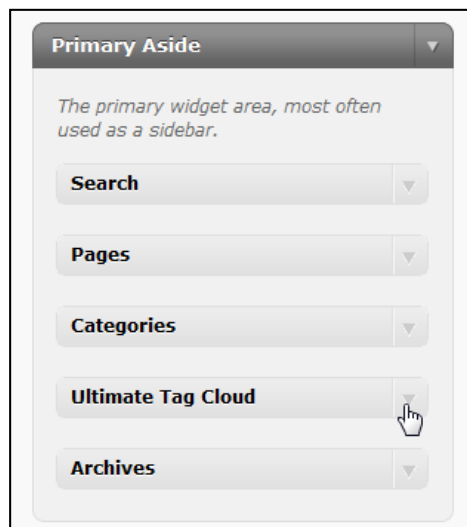 Primary Aside
The primary widget area, most often
used as a sidebar.
Search
Pages
Categories
Ultimate Tag Cloud
Archives